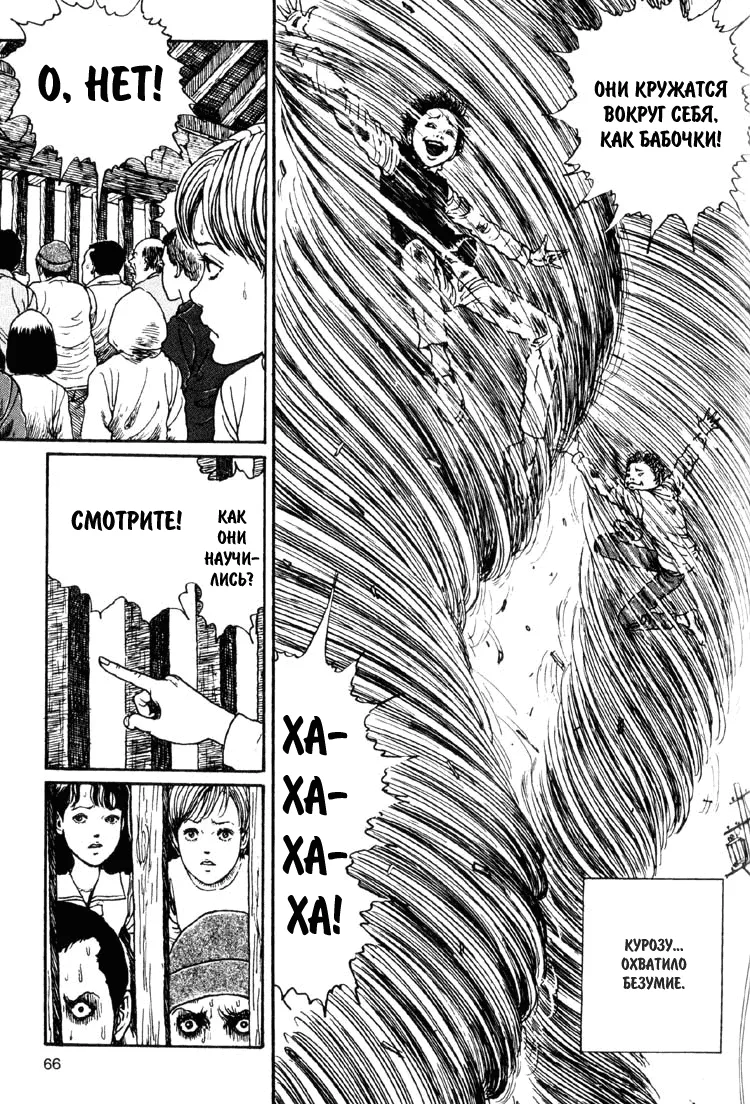 О, НЕТ!
СМОТРИТЕ!
КАК
ОНИ
НАУЧИ-
ЛИСЬ?
ОНИ КРУЖАТСЯ
ВОКРУГ СЕБЯ,
КАК БАБОЧКИ!
ХА-
ХА-
ХА-
ХА!
КУРОЗУ...
ОХВАТИЛО
БЕЗУМИЕ.
66